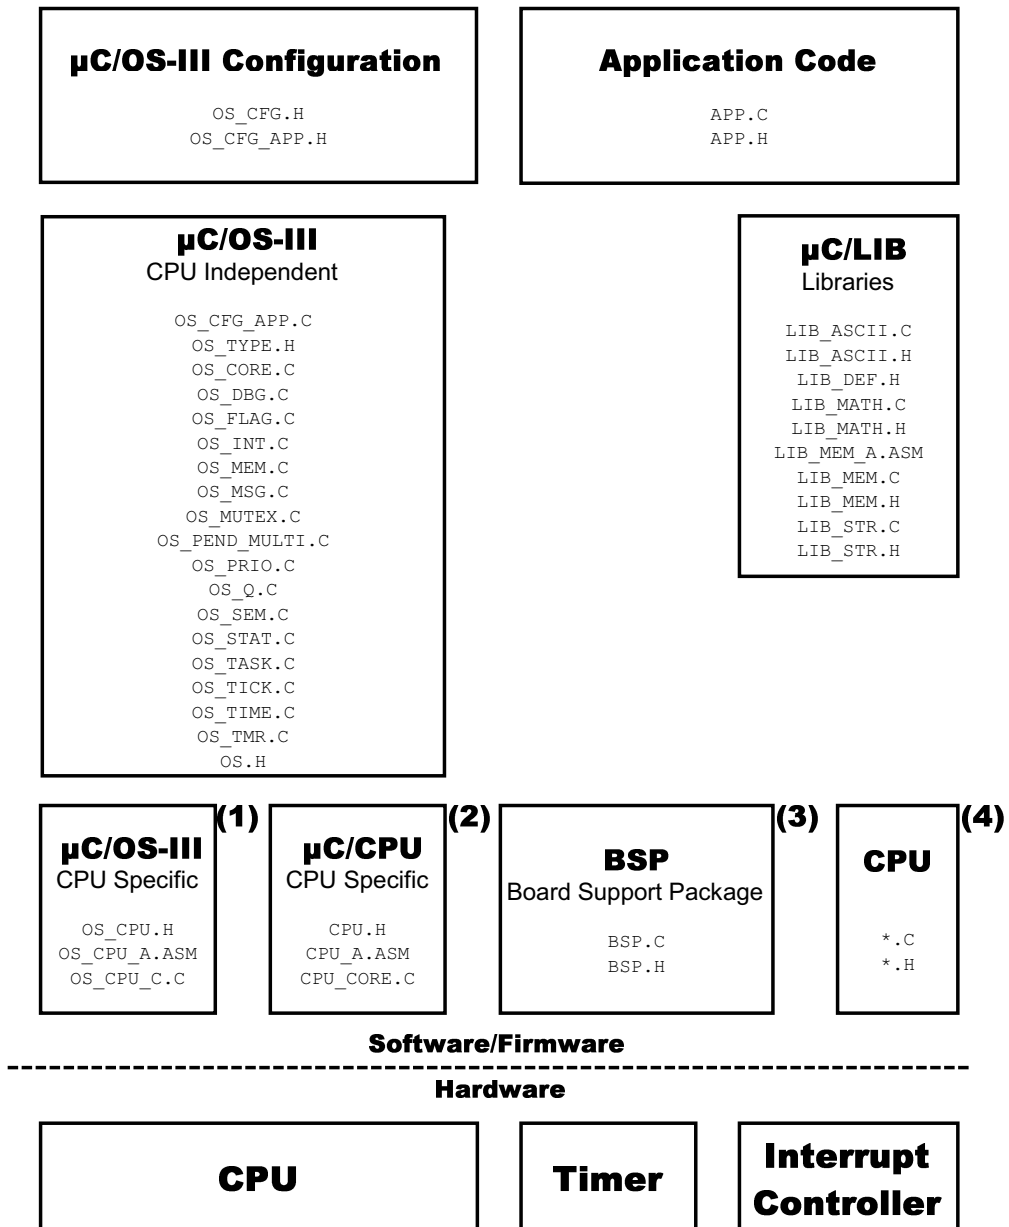 µC/OS-III Configuration
OS_CFG.H
OS_CFG_APP.H
Application Code
APP.C
APP.H
µC/OS-III
CPU Independent
OS_CFG_APP.C
OS_TYPE.H
OS_CORE.C
OS_DBG.C
OS_FLAG.C
OS_INT.C
OS_MEM.C
OS_MSG.C
OS_MUTEX.C
OS_PEND_MULTI.C
OS_PRIO.C
OS_Q.C
OS_SEM.C
OS_STAT.C
OS_TASK.C
OS_TICK.C
OS_TIME.C
OS_TMR.C
OS.H
µC/LIB
Libraries
LIB_ASCII.C
LIB_ASCII.H
LIB_DEF.H
LIB_MATH.C
LIB_MATH.H
LIB_MEM_A.ASM
LIB_MEM.C
LIB_MEM.H
LIB_STR.C
LIB_STR.H
(1)
µC/OS-III
CPU Specific
OS_CPU.H
OS_CPU_A.ASM
OS_CPU_C.C
(2)
µC/CPU
CPU Specific
CPU.H
CPU_A.ASM
CPU_CORE.C
(3)
BSP
Board Support Package
BSP.C
BSP.H
(4)
CPU
*.C
*.H
Software/Firmware
Hardware
CPU
Timer
Interrupt
Controller